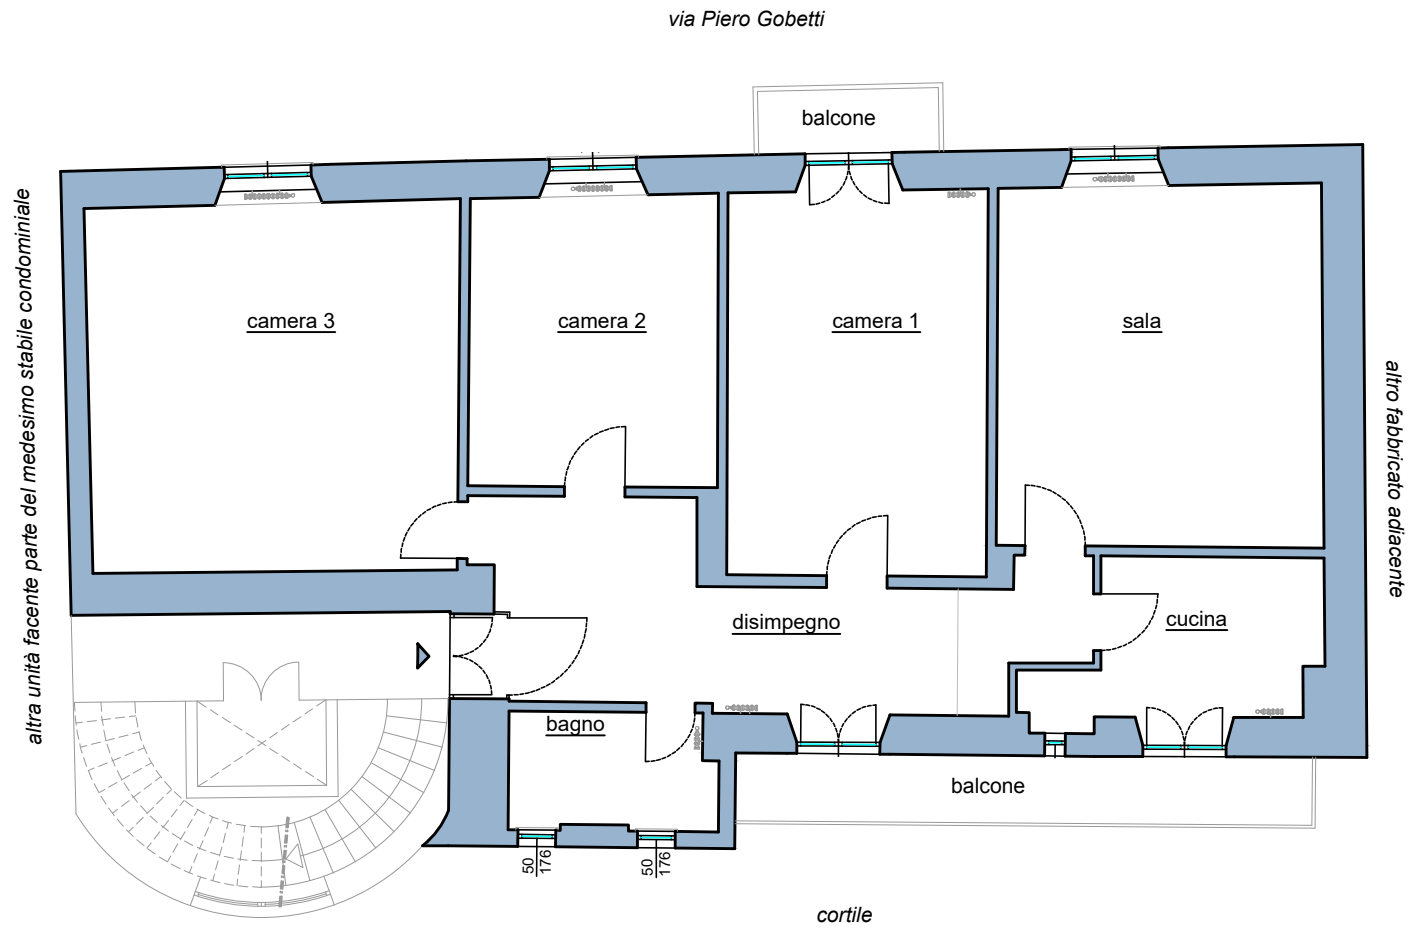 via Piero Gobetti
balcone
altra unità facente parte del medesimo stabile condominiale
camera 3
camera 2
camera 1
sala
altro fabbricato adiacente
disimpegno
cucina
bagno
balcone
50
176
50
176
cortile